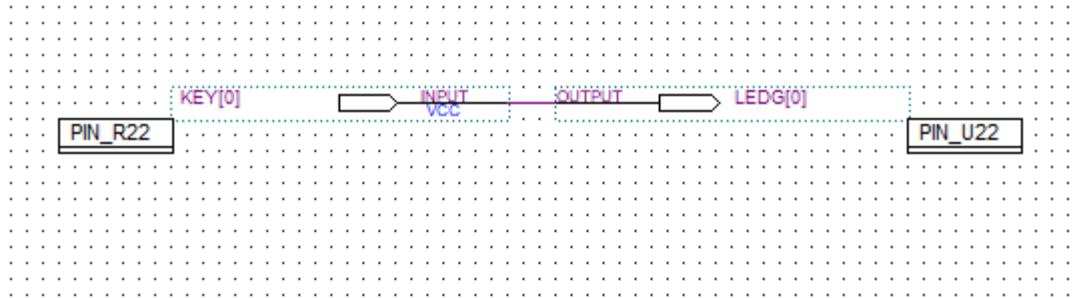 KEY[0] INPUT OUTPUT LEDG[0]
VCC
PIN_R22 PIN_U22